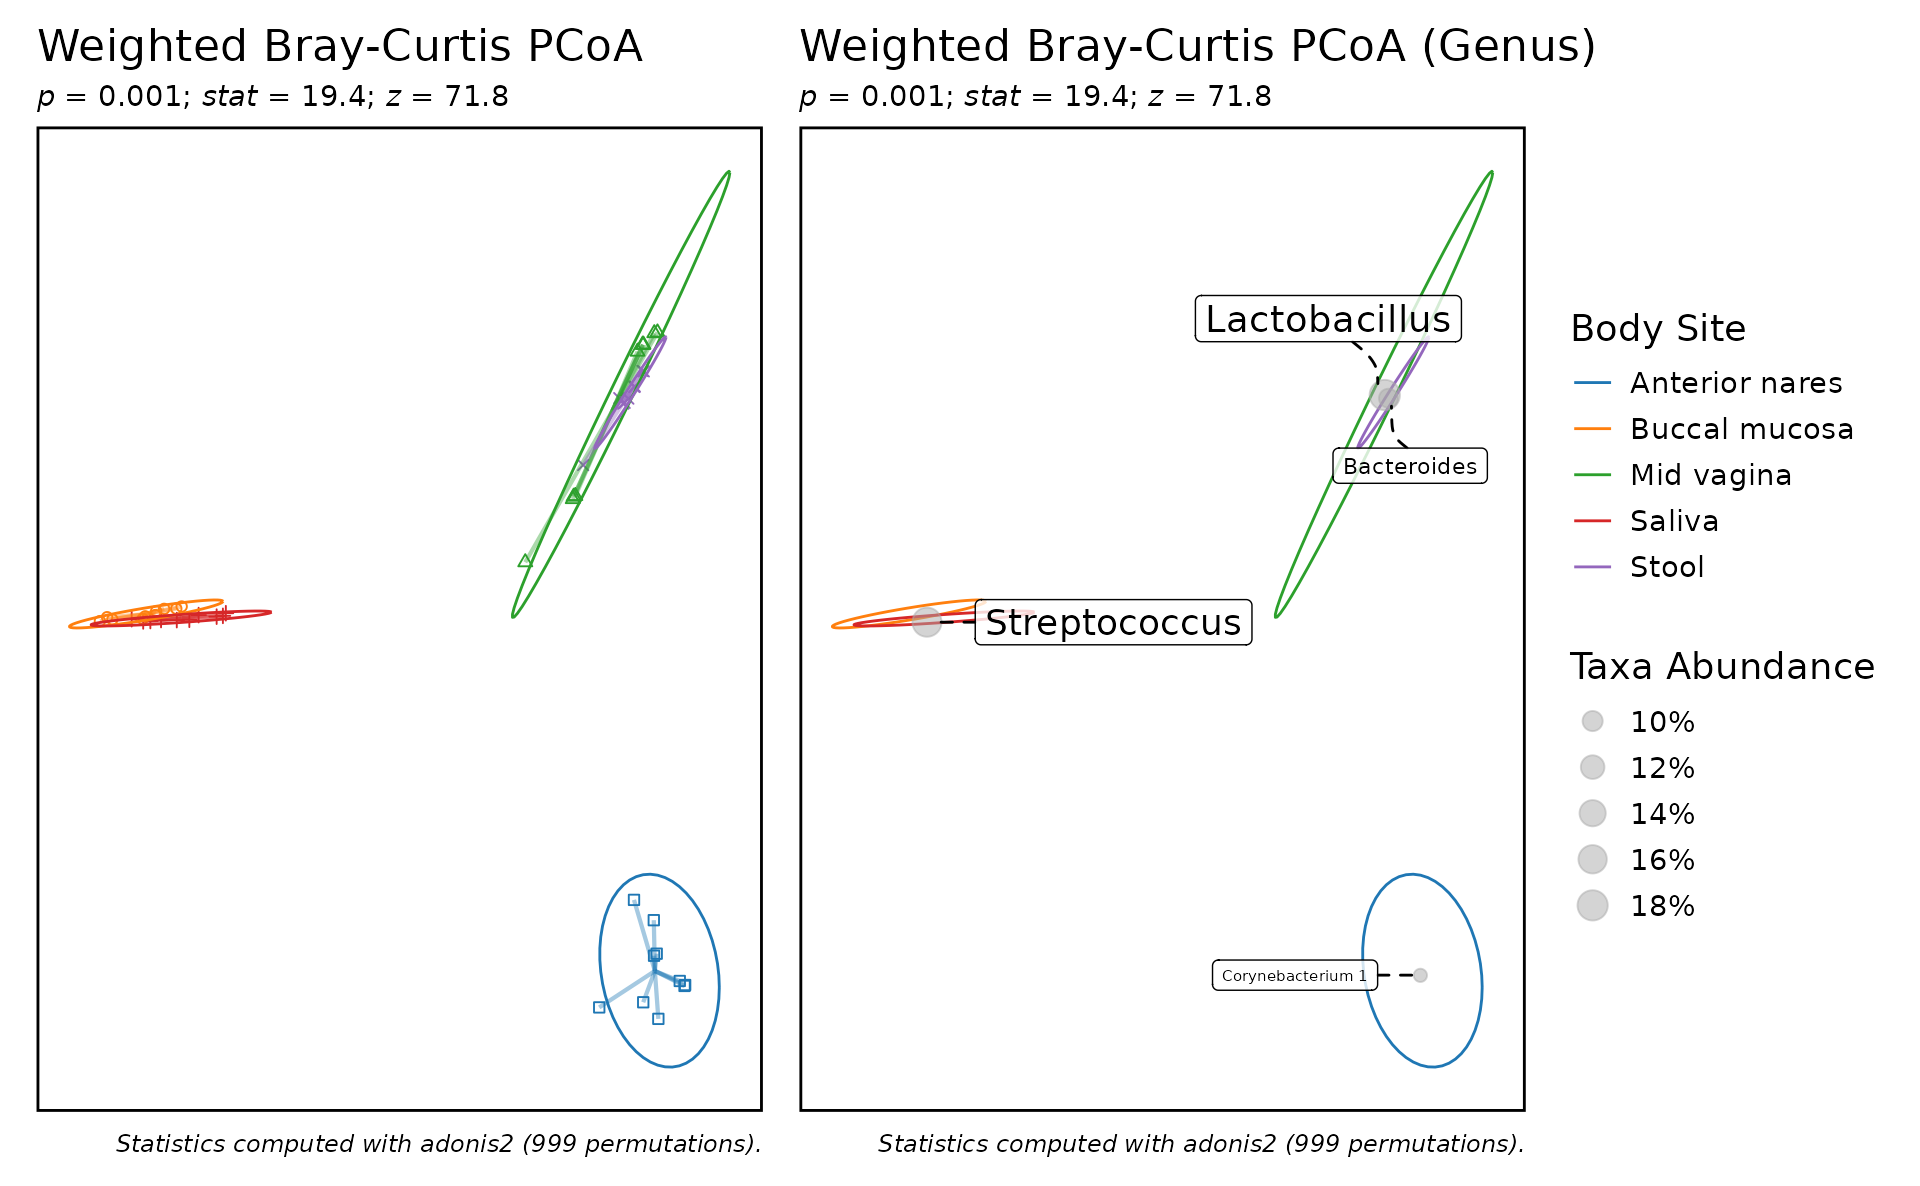 Weighted Bray-Curtis PCoA
p = 0.001; stat = 19.4; z = 71.8
Statistics computed with adonis2 (999 permutations).
Weighted Bray-Curtis PCoA (Genus)
p = 0.001; stat = 19.4; z = 71.8
Lactobacillus
Bacteroides
Streptococcus
Corynebacterium 1
Statistics computed with adonis2 (999 permutations).
Body Site
Anterior nares
Buccal mucosa
Mid vagina
Saliva
Stool
Taxa Abundance
10%
12%
14%
16%
18%